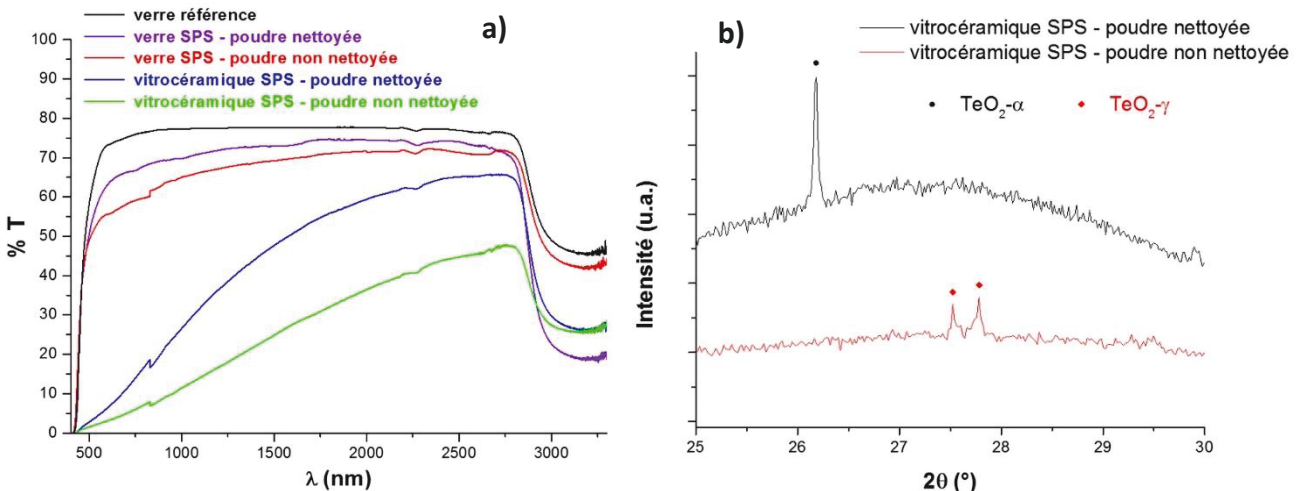 a)
verre référence
verre SPS - poudre nettoyée
verre SPS - poudre non nettoyée
vitrocéramique SPS - poudre nettoyée
vitrocéramique SPS - poudre non nettoyée
100
90
80
70
60
50
40
30
20
10
0
% T
500
1000
1500
2000
2500
3000
λ (nm)
b)
vitrocéramique SPS - poudre nettoyée
vitrocéramique SPS - poudre non nettoyée
TeO₂-α
TeO₂-γ
Intensité (u.a.)
25
26
27
28
29
30
2θ (°)